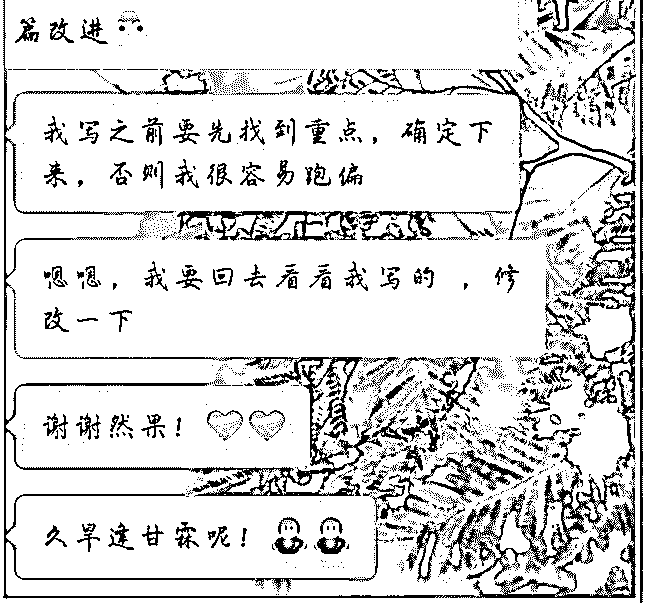 篇改进
我写之前要先找到重点，确定下
来，否则我很容易跑偏
嗯嗯，我要回去看看我写的 ，修
改一下
谢谢然果！
久旱逢甘霖呢！